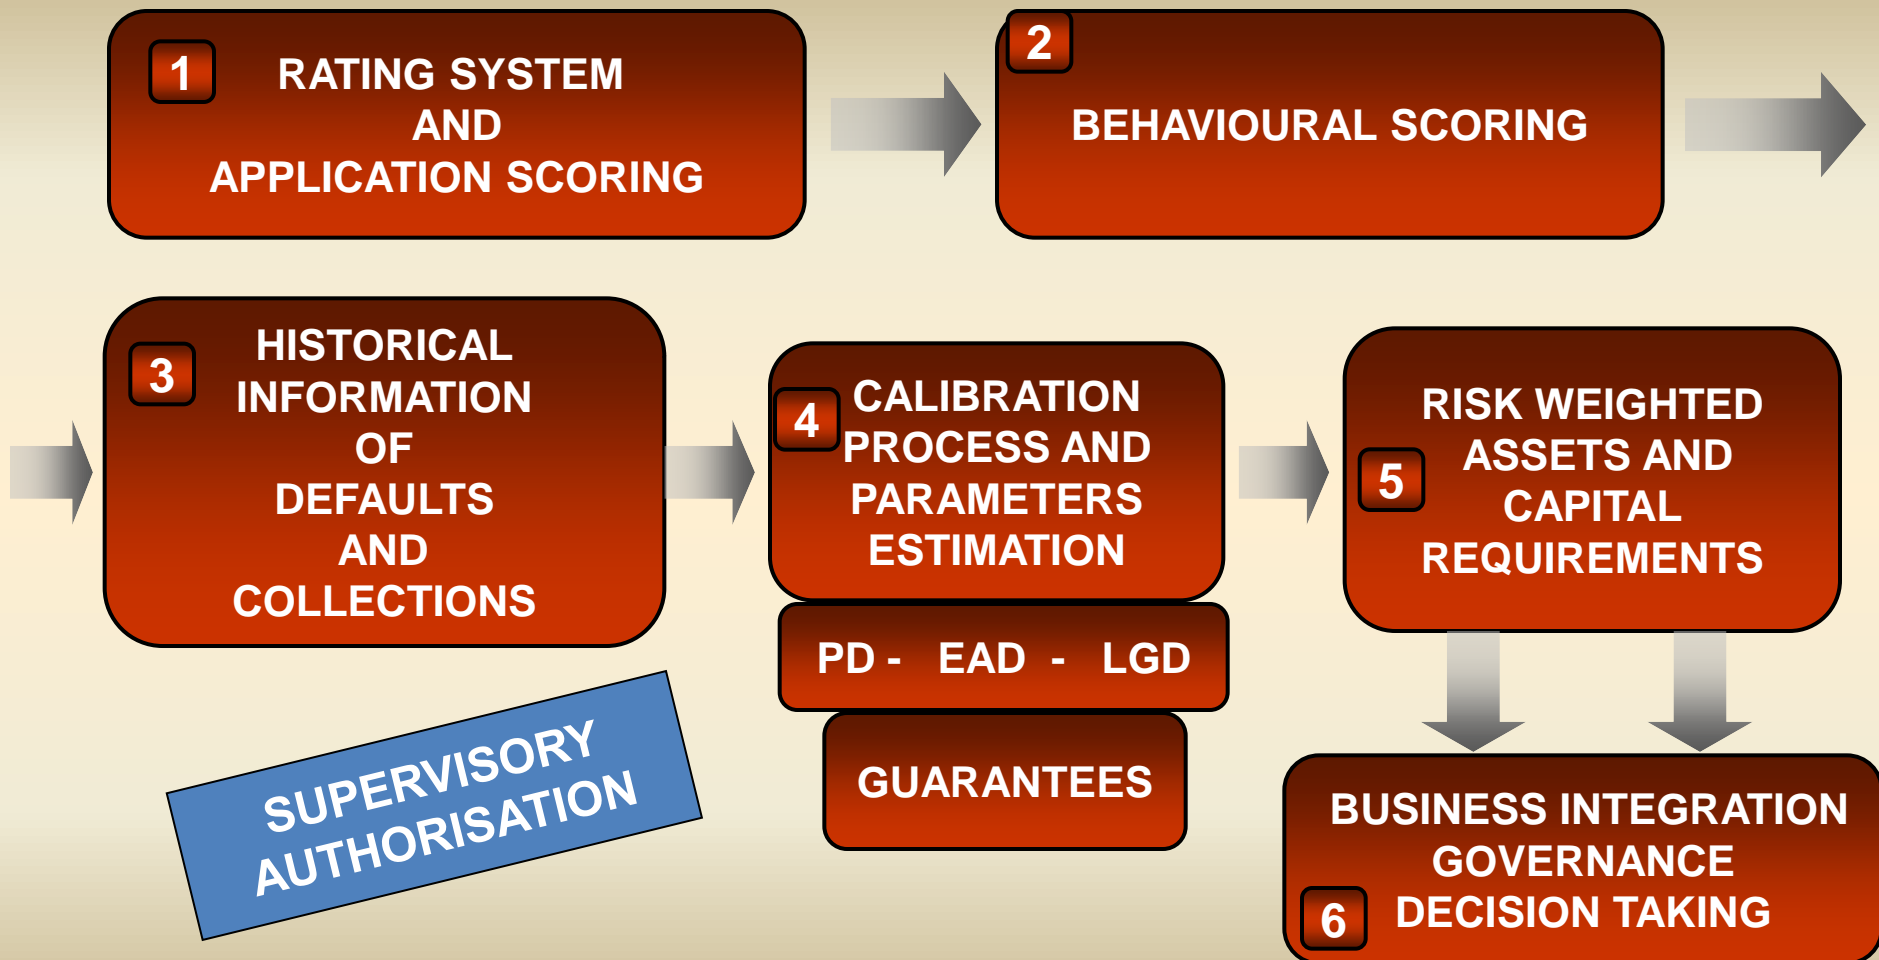 1
RATING SYSTEM
AND
APPLICATION SCORING
2
BEHAVIOURAL SCORING
3
HISTORICAL
INFORMATION
OF
DEFAULTS
AND
COLLECTIONS
4
CALIBRATION
PROCESS AND
PARAMETERS
ESTIMATION
PD - EAD - LGD
GUARANTEES
5
RISK WEIGHTED
ASSETS AND
CAPITAL
REQUIREMENTS
6
BUSINESS INTEGRATION
GOVERNANCE
DECISION TAKING
SUPERVISORY
AUTHORISATION